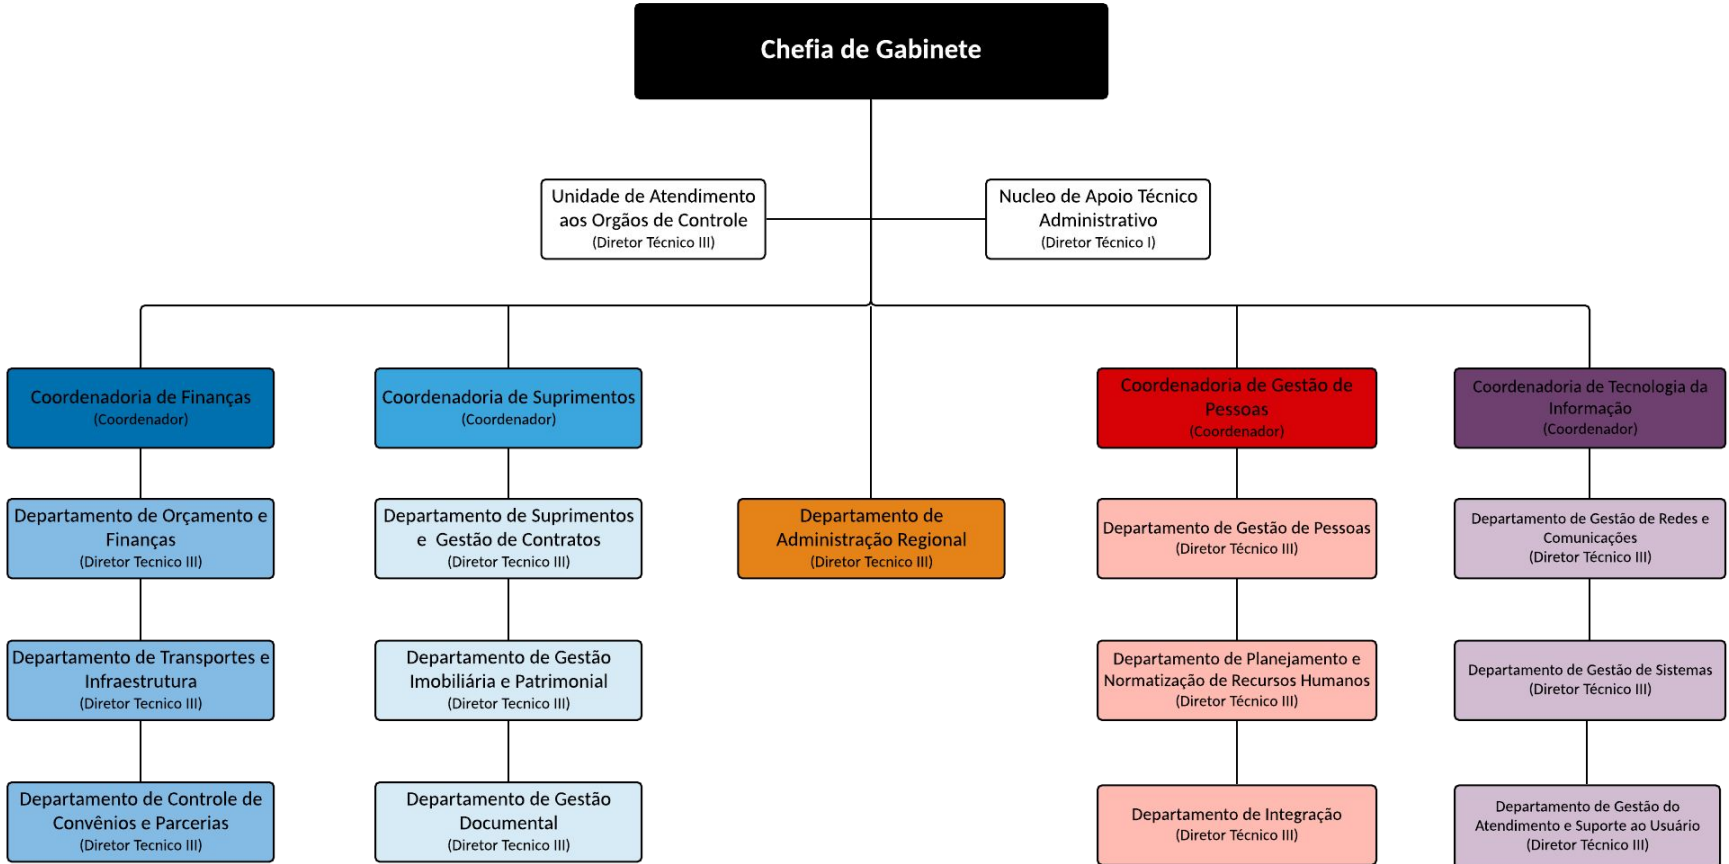 Chefia de Gabinete
Unidade de Atendimento
aos Orgãos de Controle
(Diretor Técnico III)
Nucleo de Apoio Técnico
Administrativo
(Diretor Técnico I)
Coordenadoria de Finanças
(Coordenador)
Coordenadoria de Suprimentos
(Coordenador)
Coordenadoria de Gestão de
Pessoas
(Coordenador)
Coordenadoria de Tecnologia da
Informação
(Coordenador)
Departamento de Orçamento e
Finanças
(Diretor Tecnico III)
Departamento de Suprimentos
e Gestão de Contratos
(Diretor Tecnico III)
Departamento de
Administração Regional
(Diretor Tecnico III)
Departamento de Gestão de Pessoas
(Diretor Técnico III)
Departamento de Gestão de Redes e
Comunicações
(Diretor Técnico III)
Departamento de Transportes e
Infraestrutura
(Diretor Tecnico III)
Departamento de Gestão
Imobiliária e Patrimonial
(Diretor Tecnico III)
Departamento de Planejamento e
Normatização de Recursos Humanos
(Diretor Técnico III)
Departamento de Gestão de Sistemas
(Diretor Técnico III)
Departamento de Controle de
Convênios e Parcerias
(Diretor Tecnico III)
Departamento de Gestão
Documental
(Diretor Tecnico III)
Departamento de Integração
(Diretor Técnico III)
Departamento de Gestão do
Atendimento e Suporte ao Usuário
(Diretor Técnico III)